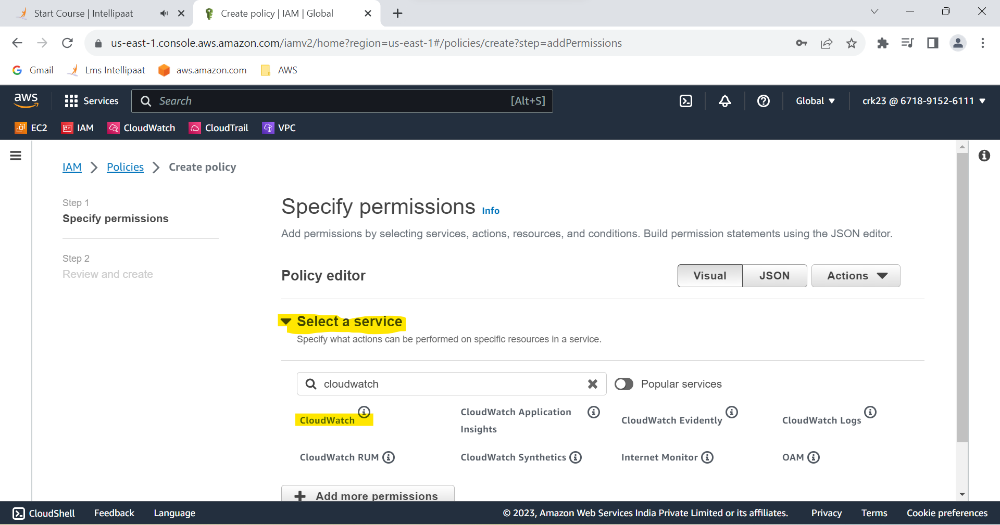 Start Course | Intellipaat
Create policy | IAM | Global
us-east-1.console.aws.amazon.com/iamv2/home?region=us-east-1#/policies/create?step=addPermissions
Gmail
Lms Intellipaat
aws.amazon.com
AWS
aws
Services
Search
[Alt+S]
Global
crk23 @ 6718-9152-6111
EC2
IAM
CloudWatch
CloudTrail
VPC
IAM
Policies
Create policy
Step 1
Specify permissions
Step 2
Review and create
Specify permissions Info
Add permissions by selecting services, actions, resources, and conditions. Build permission statements using the JSON editor.
Policy editor
Visual
JSON
Actions
Select a service
Specify what actions can be performed on specific resources in a service.
cloudwatch
Popular services
CloudWatch
CloudWatch Application
Insights
CloudWatch Evidently
CloudWatch Logs
CloudWatch RUM
CloudWatch Synthetics
Internet Monitor
OAM
Add more permissions
CloudShell
Feedback
Language
© 2023, Amazon Web Services India Private Limited or its affiliates.
Privacy
Terms
Cookie preferences